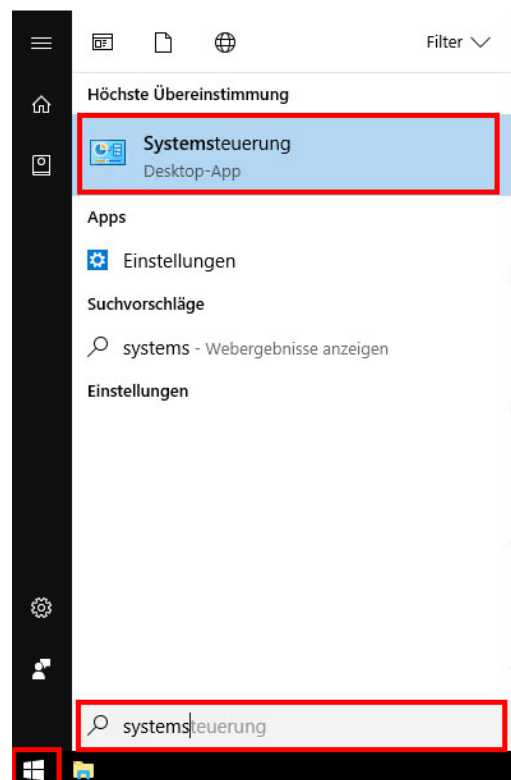 Filter
Höchste Übereinstimmung
Systemsteuerung
Desktop-App
Apps
Einstellungen
Suchvorschläge
systems - Webergebnisse anzeigen
Einstellungen
systemsteuerung